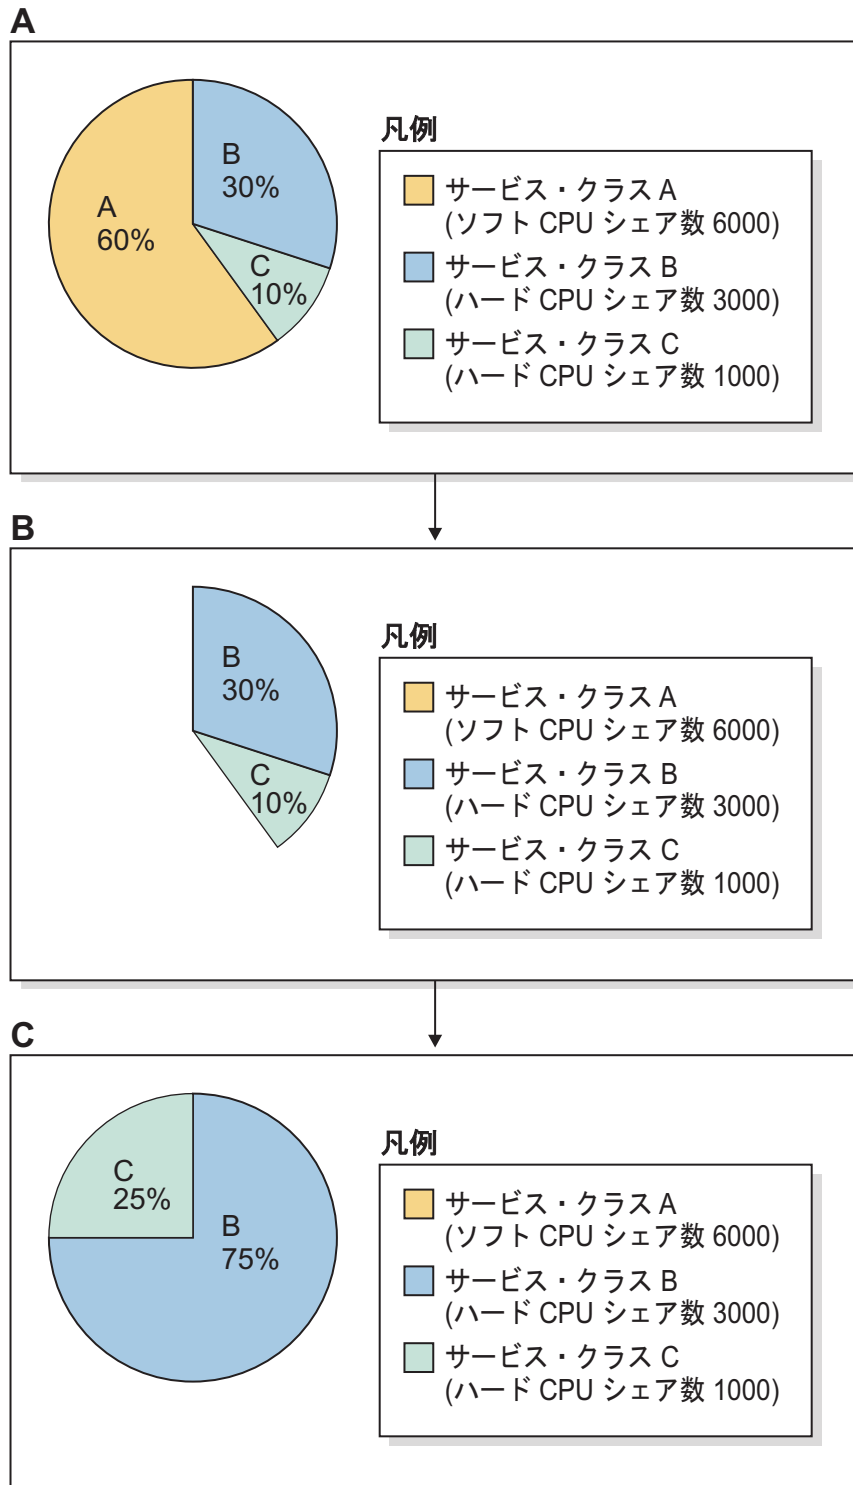 A
A
60%
B
30%
C
10%
凡例
サービス・クラス A
(ソフト CPU シェア数 6000)
サービス・クラス B
(ハード CPU シェア数 3000)
サービス・クラス C
(ハード CPU シェア数 1000)
B
B
30%
C
10%
凡例
サービス・クラス A
(ソフト CPU シェア数 6000)
サービス・クラス B
(ハード CPU シェア数 3000)
サービス・クラス C
(ハード CPU シェア数 1000)
C
C
25%
B
75%
凡例
サービス・クラス A
(ソフト CPU シェア数 6000)
サービス・クラス B
(ハード CPU シェア数 3000)
サービス・クラス C
(ハード CPU シェア数 1000)